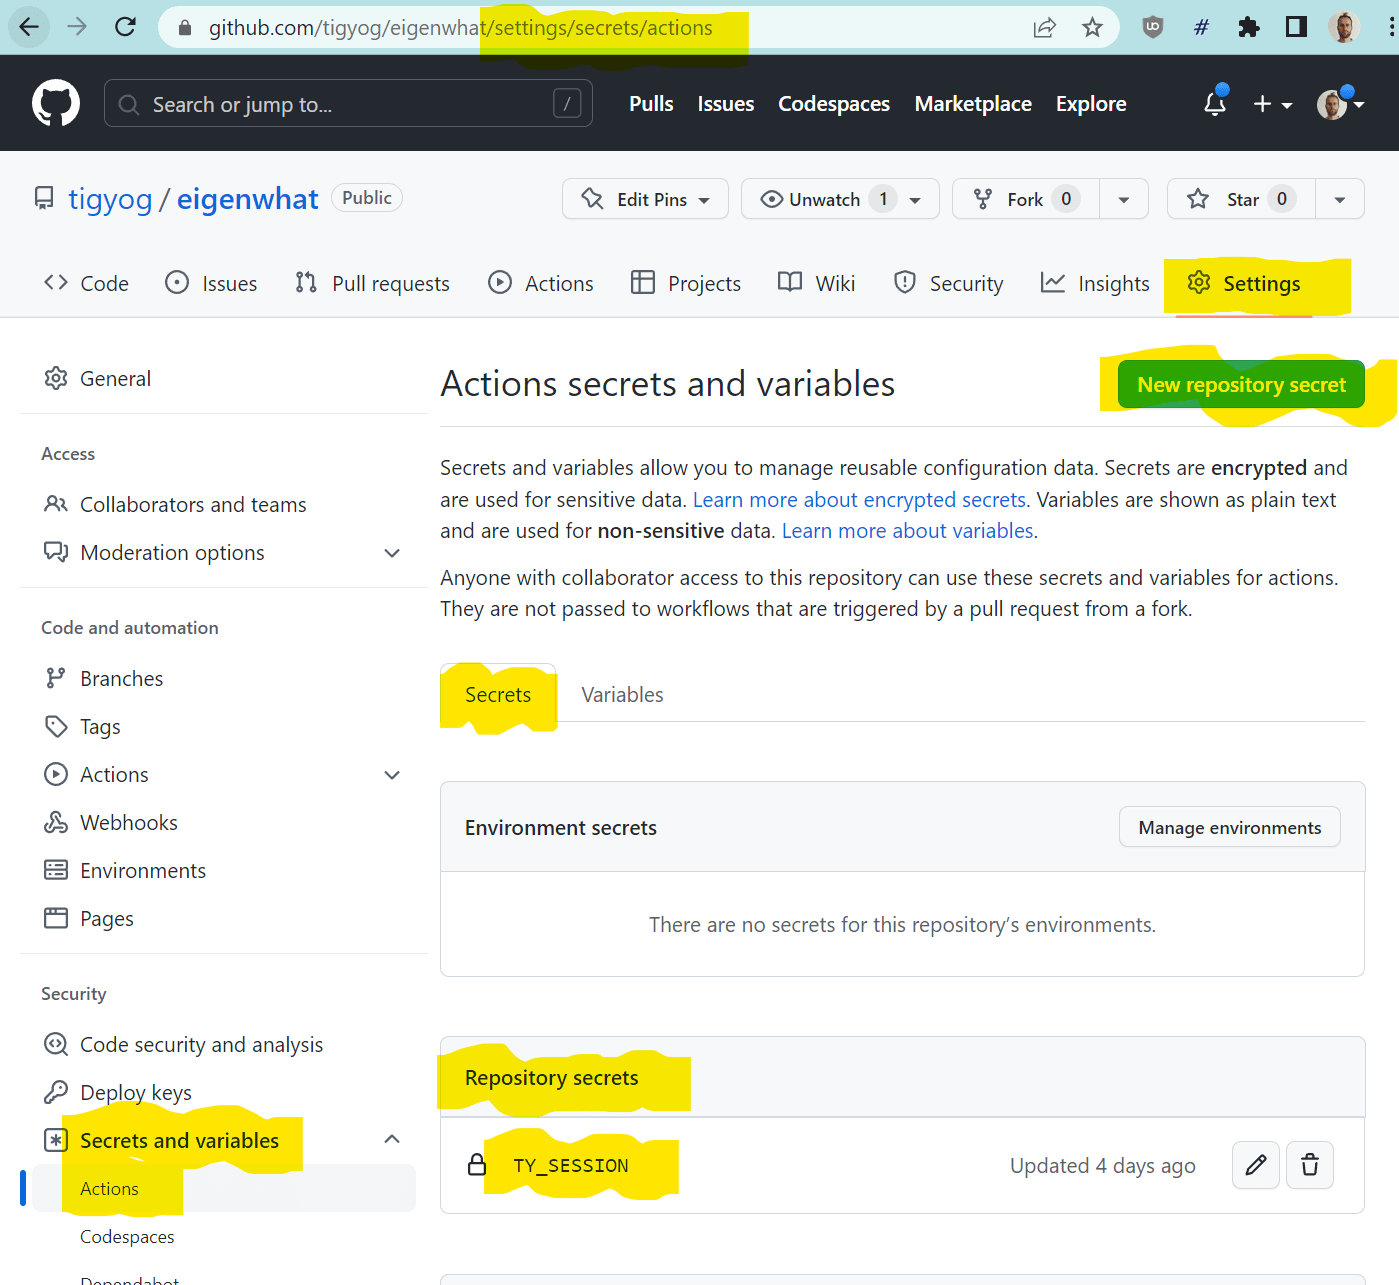 github.com/tigyog/eigenwhat/settings/secrets/actions
Search or jump to...
/
Pulls
Issues
Codespaces
Marketplace
Explore
tigyog / eigenwhat
Public
Edit Pins
Unwatch 1
Fork 0
Star 0
Code
Issues
Pull requests
Actions
Projects
Wiki
Security
Insights
Settings
General
Access
Collaborators and teams
Moderation options
Code and automation
Branches
Tags
Actions
Webhooks
Environments
Pages
Security
Code security and analysis
Deploy keys
Secrets and variables
Actions
Codespaces
Dependabot
Actions secrets and variables
New repository secret
Secrets and variables allow you to manage reusable configuration data. Secrets are encrypted and
are used for sensitive data. Learn more about encrypted secrets. Variables are shown as plain text
and are used for non-sensitive data. Learn more about variables.
Anyone with collaborator access to this repository can use these secrets and variables for actions.
They are not passed to workflows that are triggered by a pull request from a fork.
Secrets
Variables
Environment secrets
Manage environments
There are no secrets for this repository’s environments.
Repository secrets
TY_SESSION
Updated 4 days ago